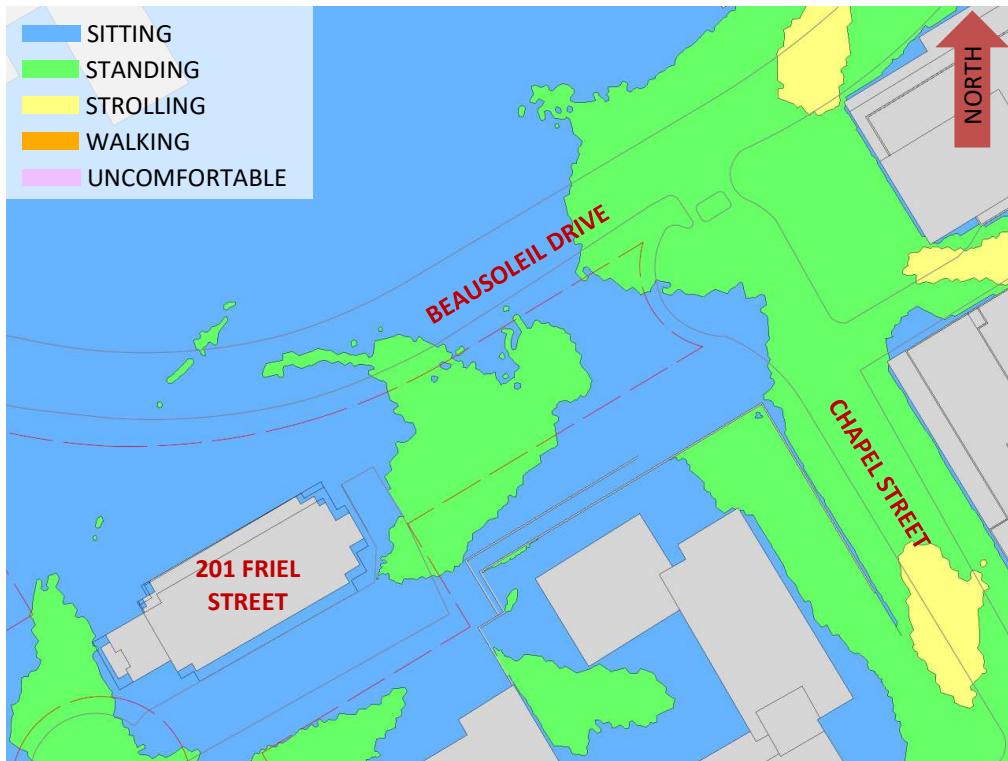 SITTING
STANDING
STROLLING
WALKING
UNCOMFORTABLE
NORTH
BEAUSOLEIL DRIVE
CHAPEL STREET
201 FRIEL
STREET